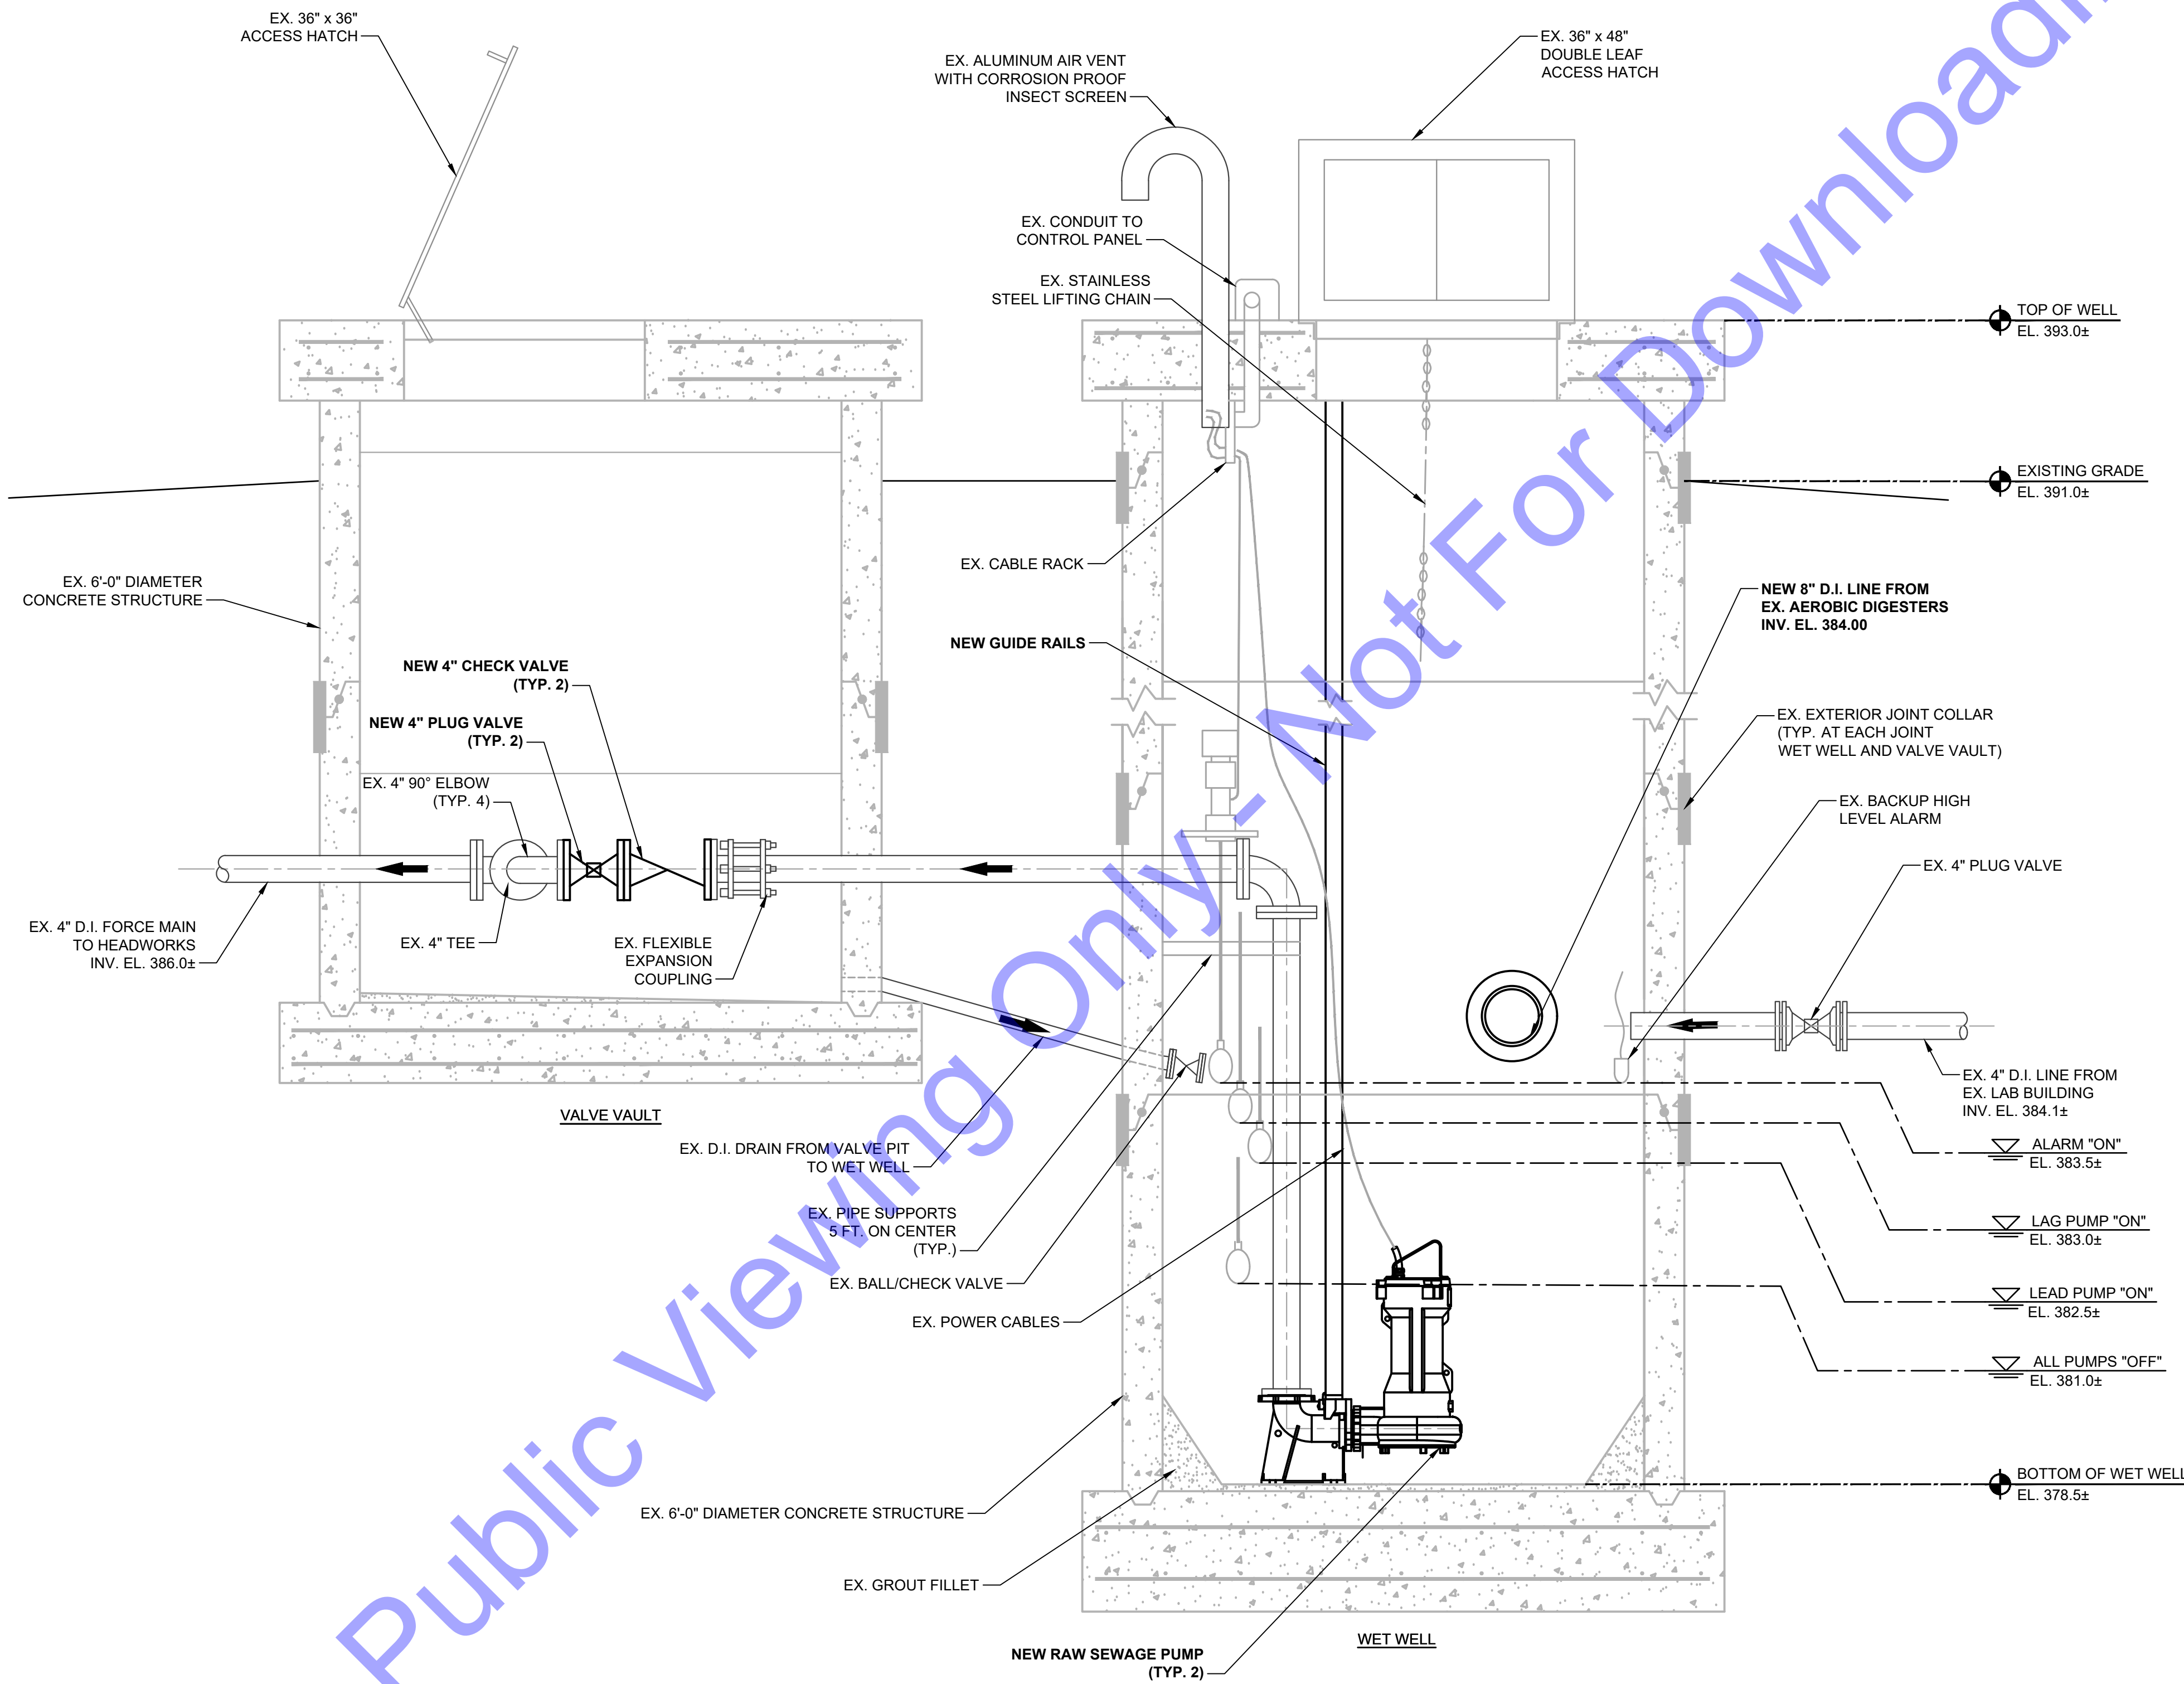 EX. 36" x 36"
ACCESS HATCH
EX. ALUMINUM AIR VENT
WITH CORROSION PROOF
INSECT SCREEN
EX. 36" x 48"
DOUBLE LEAF
ACCESS HATCH
EX. CONDUIT TO
CONTROL PANEL
EX. STAINLESS
STEEL LIFTING CHAIN
TOP OF WELL
EL. 393.0±
EXISTING GRADE
EL. 391.0±
EX. CABLE RACK
EX. 6'-0" DIAMETER
CONCRETE STRUCTURE
NEW 8" D.I. LINE FROM
EX. AEROBIC DIGESTERS
INV. EL. 384.00
NEW GUIDE RAILS
NEW 4" CHECK VALVE
(TYP. 2)
NEW 4" PLUG VALVE
(TYP. 2)
EX. 4" 90° ELBOW
(TYP. 4)
EX. EXTERIOR JOINT COLLAR
(TYP. AT EACH JOINT
WET WELL AND VALVE VAULT)
EX. BACKUP HIGH
LEVEL ALARM
EX. 4" PLUG VALVE
EX. 4" D.I. FORCE MAIN
TO HEADWORKS
INV. EL. 386.0±
EX. 4" TEE
EX. FLEXIBLE
EXPANSION
COUPLING
EX. 4" D.I. LINE FROM
EX. LAB BUILDING
INV. EL. 384.1±
VALVE VAULT
EX. D.I. DRAIN FROM VALVE PIT
TO WET WELL
ALARM "ON"
EL. 383.5±
EX. PIPE SUPPORTS
5 FT. ON CENTER
(TYP.)
LAG PUMP "ON"
EL. 383.0±
EX. BALL/CHECK VALVE
LEAD PUMP "ON"
EL. 382.5±
EX. POWER CABLES
ALL PUMPS "OFF"
EL. 381.0±
BOTTOM OF WET WELL
EL. 378.5±
EX. 6'-0" DIAMETER CONCRETE STRUCTURE
EX. GROUT FILLET
WET WELL
NEW RAW SEWAGE PUMP
(TYP. 2)
Public Viewing Only - Not For Download